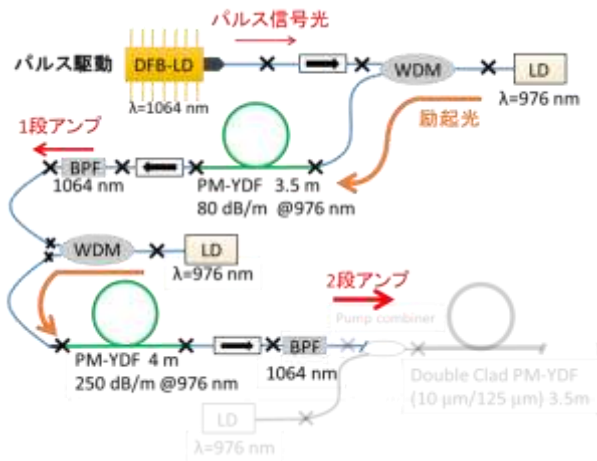 パルス信号光
パルス駆動
DFB-LD
λ=1064 nm
WDM
LD
λ=976 nm
励起光
1段アンプ
BPF
1064 nm
PM-YDF 3.5 m
80 dB/m @976 nm
WDM
LD
λ=976 nm
2段アンプ
Pump combiner
PM-YDF 4 m
250 dB/m @976 nm
BPF
1064 nm
Double Clad PM-YDF
(10 μm/125 μm) 3.5m
LD
λ=976 nm